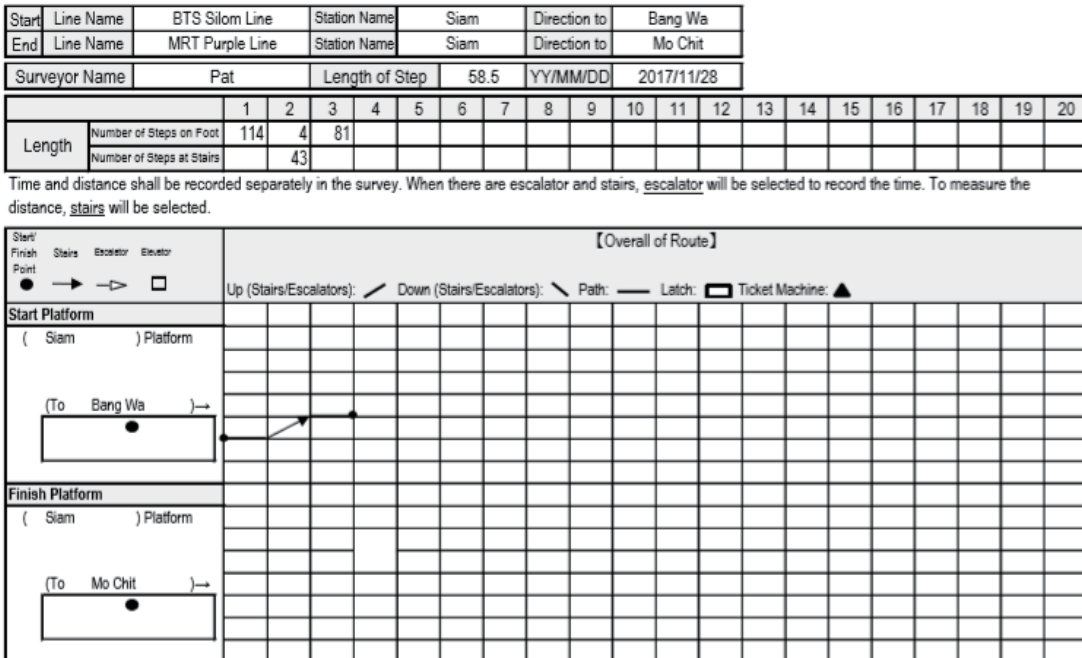 Start Line Name BTS Silom Line Station Name Siam Direction to Bang Wa
End Line Name MRT Purple Line Station Name Siam Direction to Mo Chit
Surveyor Name Pat Length of Step 58.5 YY/MM/DD 2017/11/28
1 2 3 4 5 6 7 8 9 10 11 12 13 14 15 16 17 18 19 20
Length Number of Steps on Foot 114 4 81
Number of Steps at Stairs 43
Time and distance shall be recorded separately in the survey. When there are escalator and stairs, escalator will be selected to record the time. To measure the
distance, stairs will be selected.
Start/ Finish Point Stairs Escalator Elevator
【Overall of Route】
Up (Stairs/Escalators): Down (Stairs/Escalators): Path: Latch: Ticket Machine:
Start Platform
( Siam ) Platform
(To Bang Wa )→
Finish Platform
( Siam ) Platform
(To Mo Chit )→